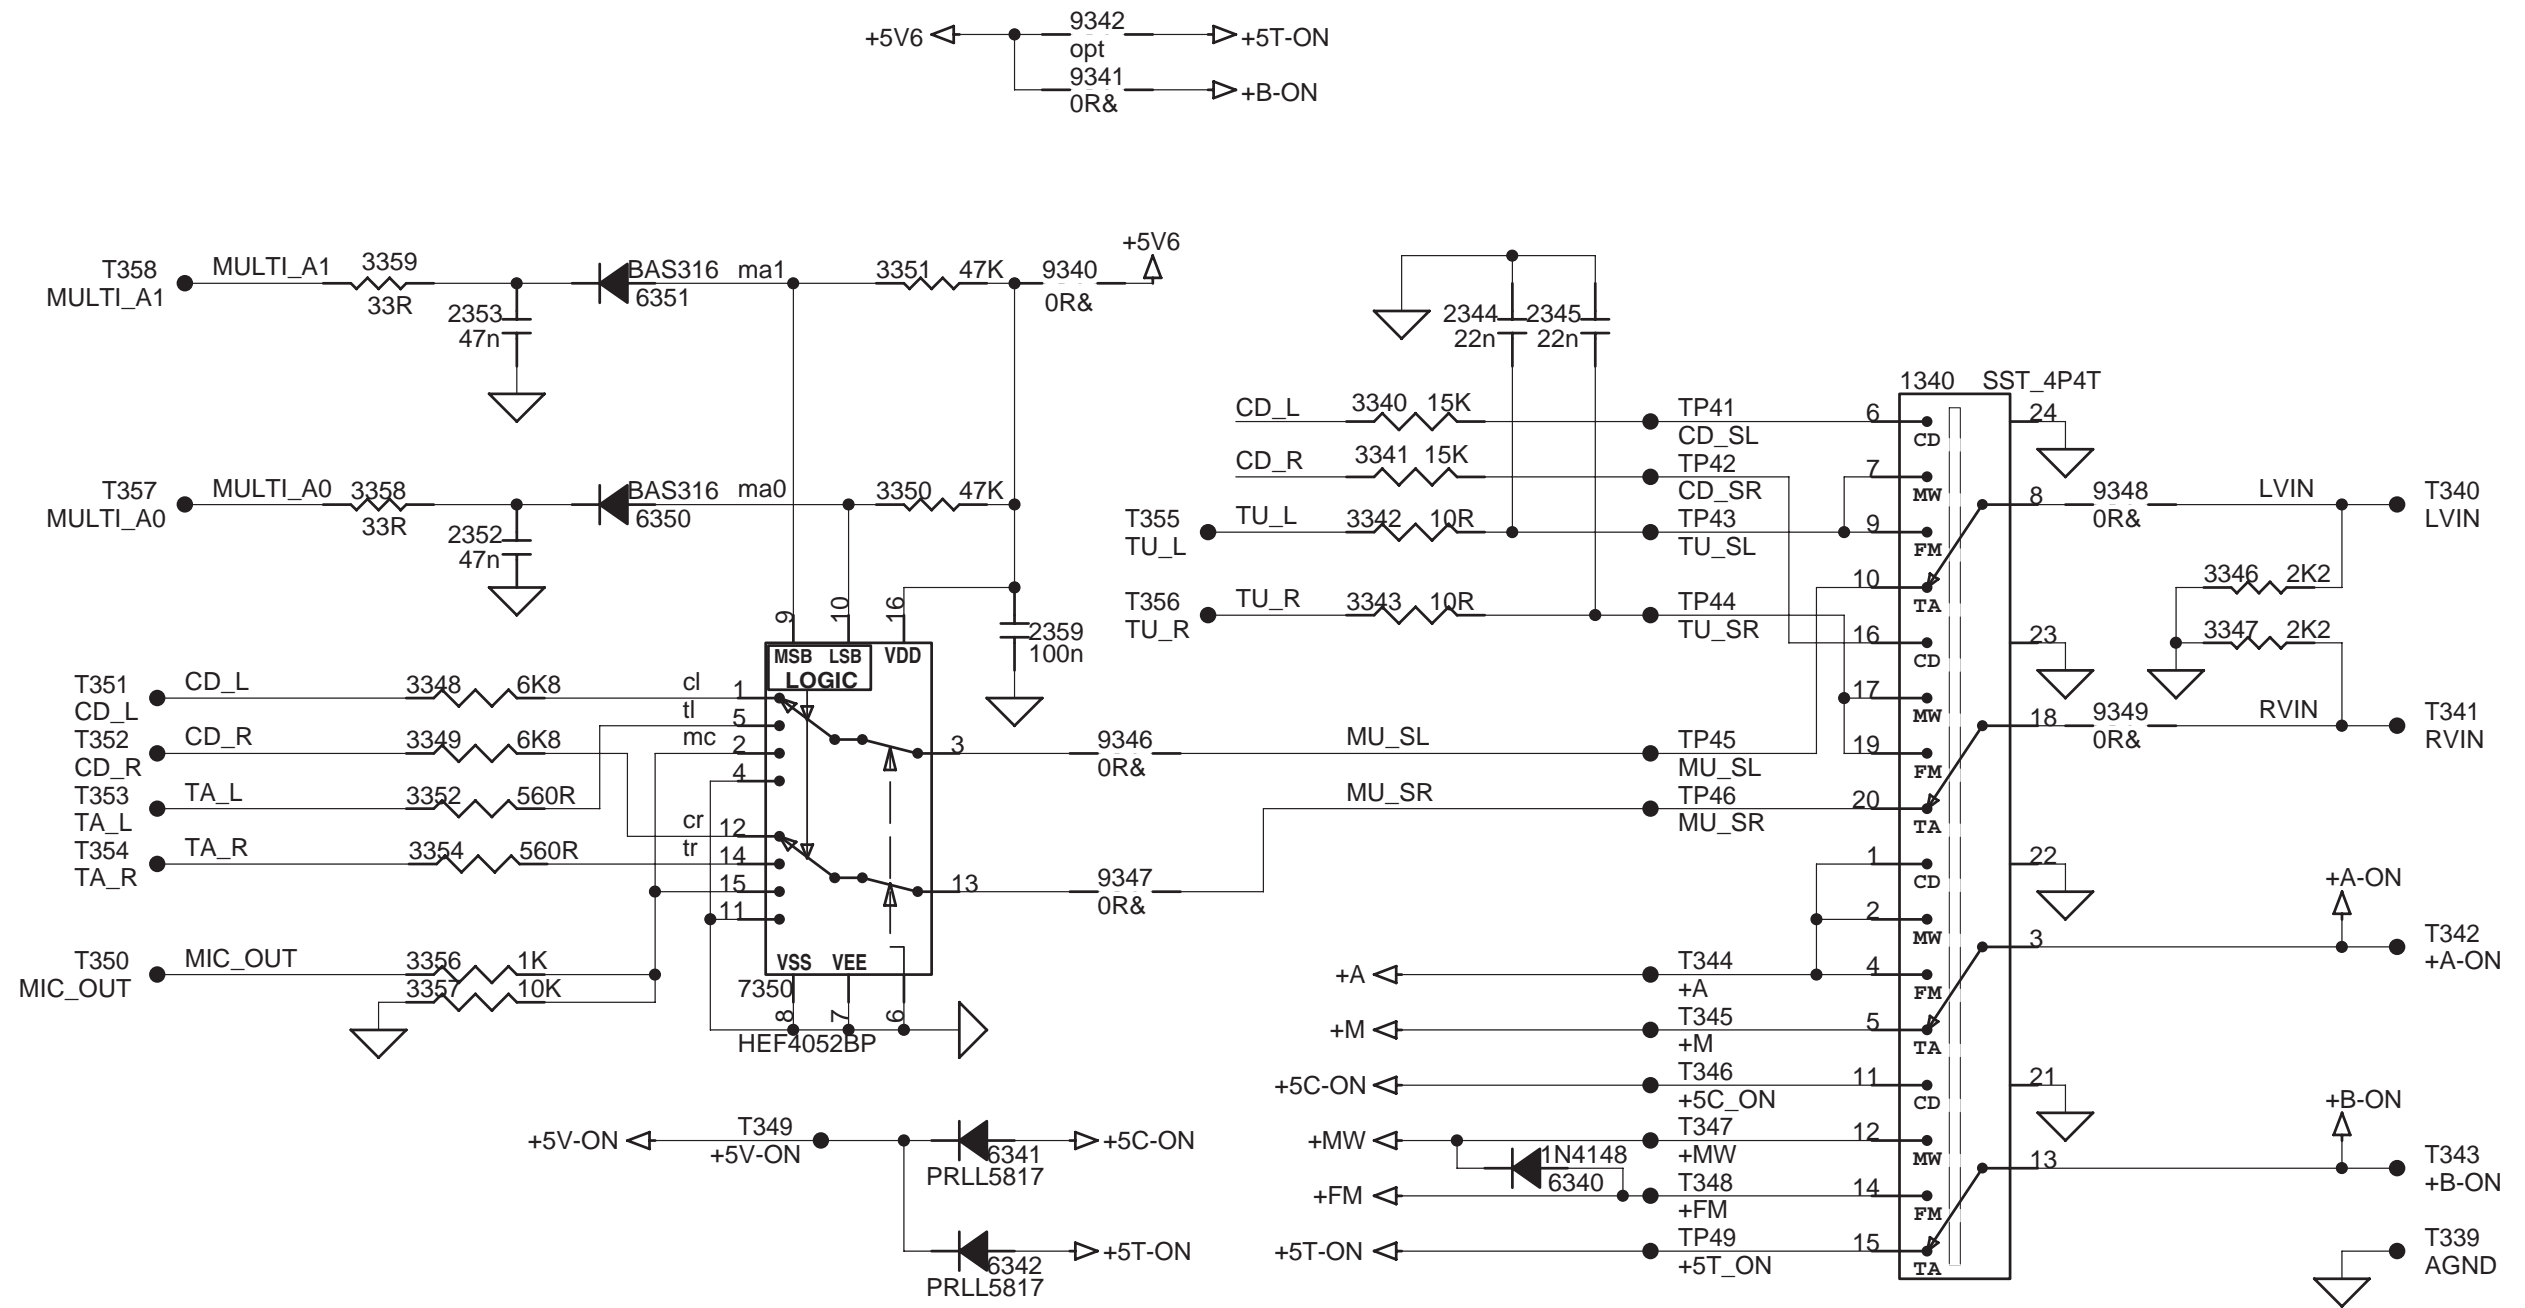 9342
+5V6
+5T-ON
opt
9341
+B-ON
0R&
+5V6
T358
MULTI_A1
MULTI_A1
3359
33R
2353
47n
BAS316
6351
ma1
3351
47K
9340
0R&
T357
MULTI_A0
MULTI_A0
3358
33R
2352
47n
BAS316
6350
ma0
3350
47K
2359
100n
9
10
16
MSB
LSB
VDD
LOGIC
T351
CD_L
CD_L
3348
6K8
cl
1
tl
5
T352
CD_R
CD_R
3349
6K8
mc
2
4
T353
TA_L
TA_L
3352
560R
cr
12
T354
TA_R
TA_R
3354
560R
tr
14
15
11
T350
MIC_OUT
MIC_OUT
3356
1K
3357
10K
VSS
VEE
7350
8
7
6
HEF4052BP
3
9346
0R&
MU_SL
13
9347
0R&
MU_SR
+5V-ON
T349
+5V-ON
6341
PRLL5817
+5C-ON
6342
PRLL5817
+5T-ON
2344
22n
2345
22n
CD_L
3340
15K
TP41
CD_SL
6
CD
CD_R
3341
15K
TP42
CD_SR
7
MW
T355
TU_L
TU_L
3342
10R
TP43
TU_SL
9
FM
10
TA
T356
TU_R
TU_R
3343
10R
TP44
TU_SR
16
CD
17
MW
TP45
MU_SL
19
FM
TP46
MU_SR
20
TA
1
CD
2
MW
+A
T344
+A
4
FM
+M
T345
+M
5
TA
+5C-ON
T346
+5C_ON
11
CD
+MW
T347
+MW
12
MW
1N4148
6340
+FM
T348
+FM
14
FM
+5T-ON
TP49
+5T_ON
15
TA
1340
SST_4P4T
24
8
9348
0R&
LVIN
T340
LVIN
3346
2K2
23
3347
2K2
18
9349
0R&
RVIN
T341
RVIN
22
+A-ON
3
T342
+A-ON
21
+B-ON
13
T343
+B-ON
T339
AGND